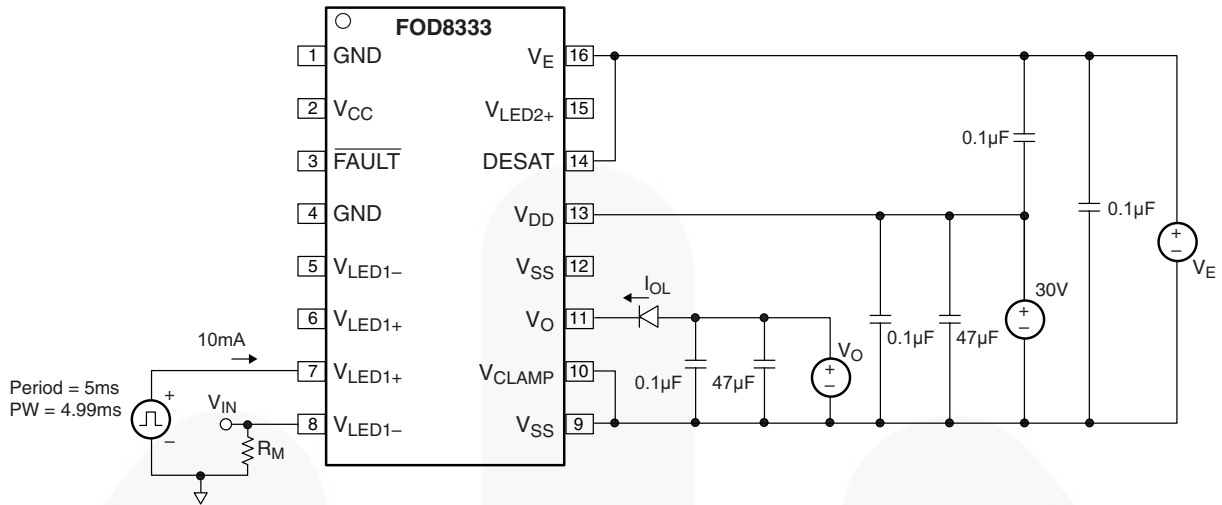 FOD8333
1 GND
2 VCC
3 FAULT
4 GND
5 VLED1–
6 VLED1+
7 VLED1+
8 VLED1–
VE 16
VLED2+ 15
DESAT 14
VDD 13
VSS 12
VO 11
VCLAMP 10
VSS 9
10mA
Period = 5ms
PW = 4.99ms
+
–
VIN
RM
IOL
0.1µF
47µF
VO
+
–
0.1µF
47µF
30V
+
–
0.1µF
0.1µF
+
–
VE